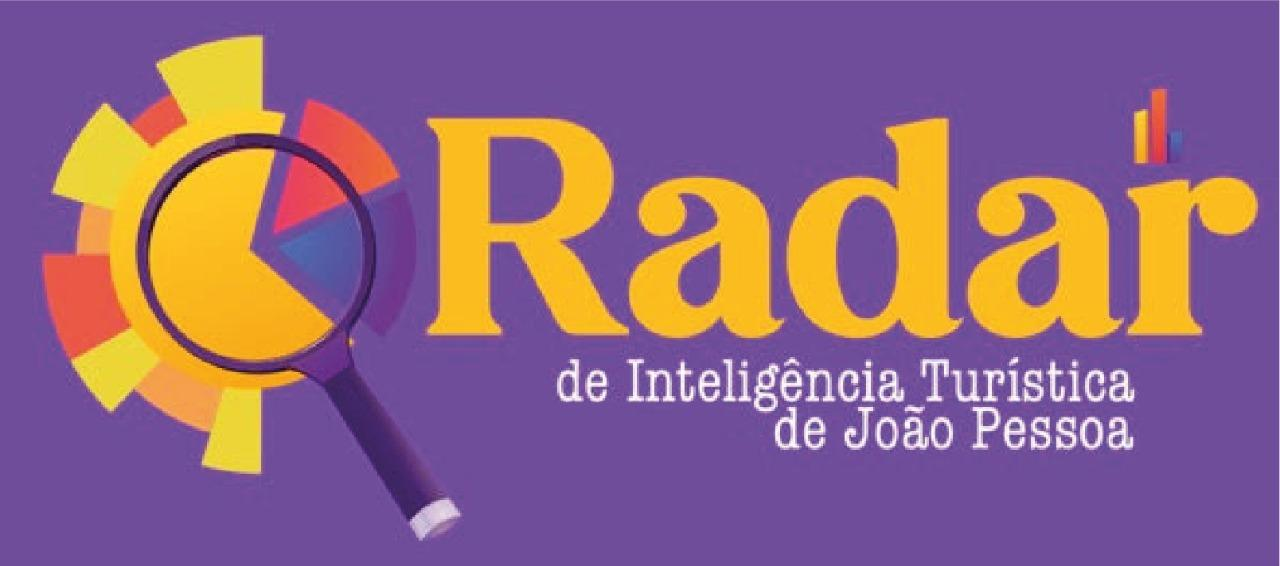 Radar
de Inteligência Turística
de João Pessoa